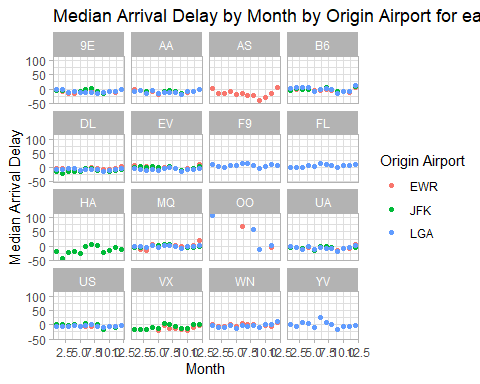 Median Arrival Delay by Month by Origin Airport for ea
9E AA AS B6
100
50
0
-50
DL EV F9 FL
100
50
0
-50
HA MQ OO UA
100
50
0
-50
US VX WN YV
100
50
0
-50
2.5 5.0 7.5 10.0 12.5 2.5 5.0 7.5 10.0 12.5 2.5 5.0 7.5 10.0 12.5 2.5 5.0 7.5 10.0 12.5
Month
Median Arrival Delay
Origin Airport
EWR
JFK
LGA